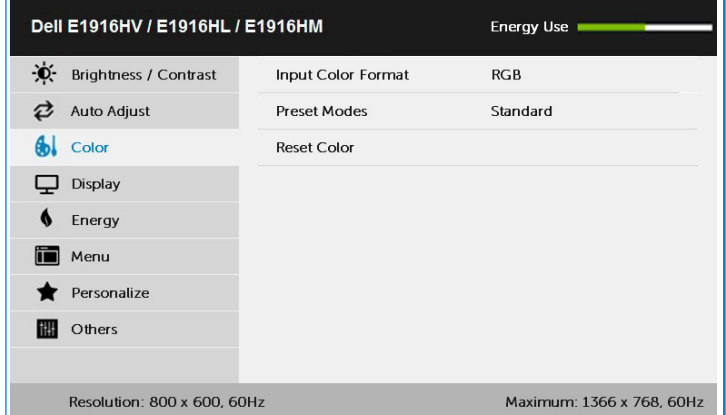 Dell E1916HV / E1916HL / E1916HM Energy Use
Brightness / Contrast Input Color Format RGB
Auto Adjust Preset Modes Standard
Color Reset Color
Display
Energy
Menu
Personalize
Others
Resolution: 800 x 600, 60Hz Maximum: 1366 x 768, 60Hz